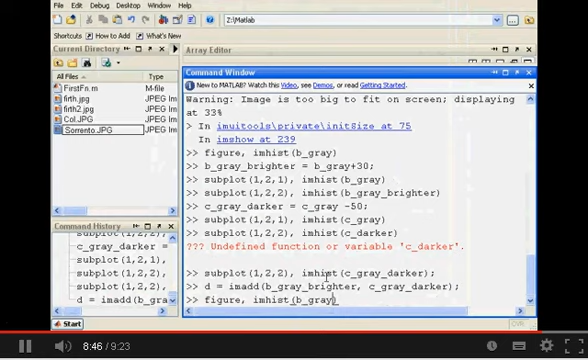 File Edit Debug Desktop Window Help
Z:\Matlab
Shortcuts How to Add What's New
Current Directory
Array Editor
All Files Type
FirstFn.m M-file
firth.jpg JPEG Im
firth2.jpg JPEG Im
Col.JPG JPEG Im
Sorrento.JPG JPEG Im
Command History
subplot (1,2,2),
c_gray_darker =
subplot (1,2,1),
subplot (1,2,2),
subplot (1,2,2),
d = imadd(b_gray
Command Window
New to MATLAB? Watch this Video, see Demos, or read Getting Started.
Warning: Image is too big to fit on screen; displaying
at 33%
> In imuitools\private\initSize at 75
In imshow at 239
>> figure, imhist(b_gray)
>> b_gray_brighter = b_gray+30;
>> subplot (1,2,1), imhist(b_gray)
>> subplot (1,2,2), imhist(b_gray_brighter)
>> c_gray_darker = c_gray -50;
>> subplot (1,2,1), imhist(c_gray)
>> subplot (1,2,2), imhist(c_darker)
??? Undefined function or variable 'c_darker'.
>> subplot (1,2,2), imhist(c_gray_darker);
>> d = imadd(b_gray_brighter, c_gray_darker);
>> figure, imhist(b_gray)
Start
OVR
8:46 / 9:23